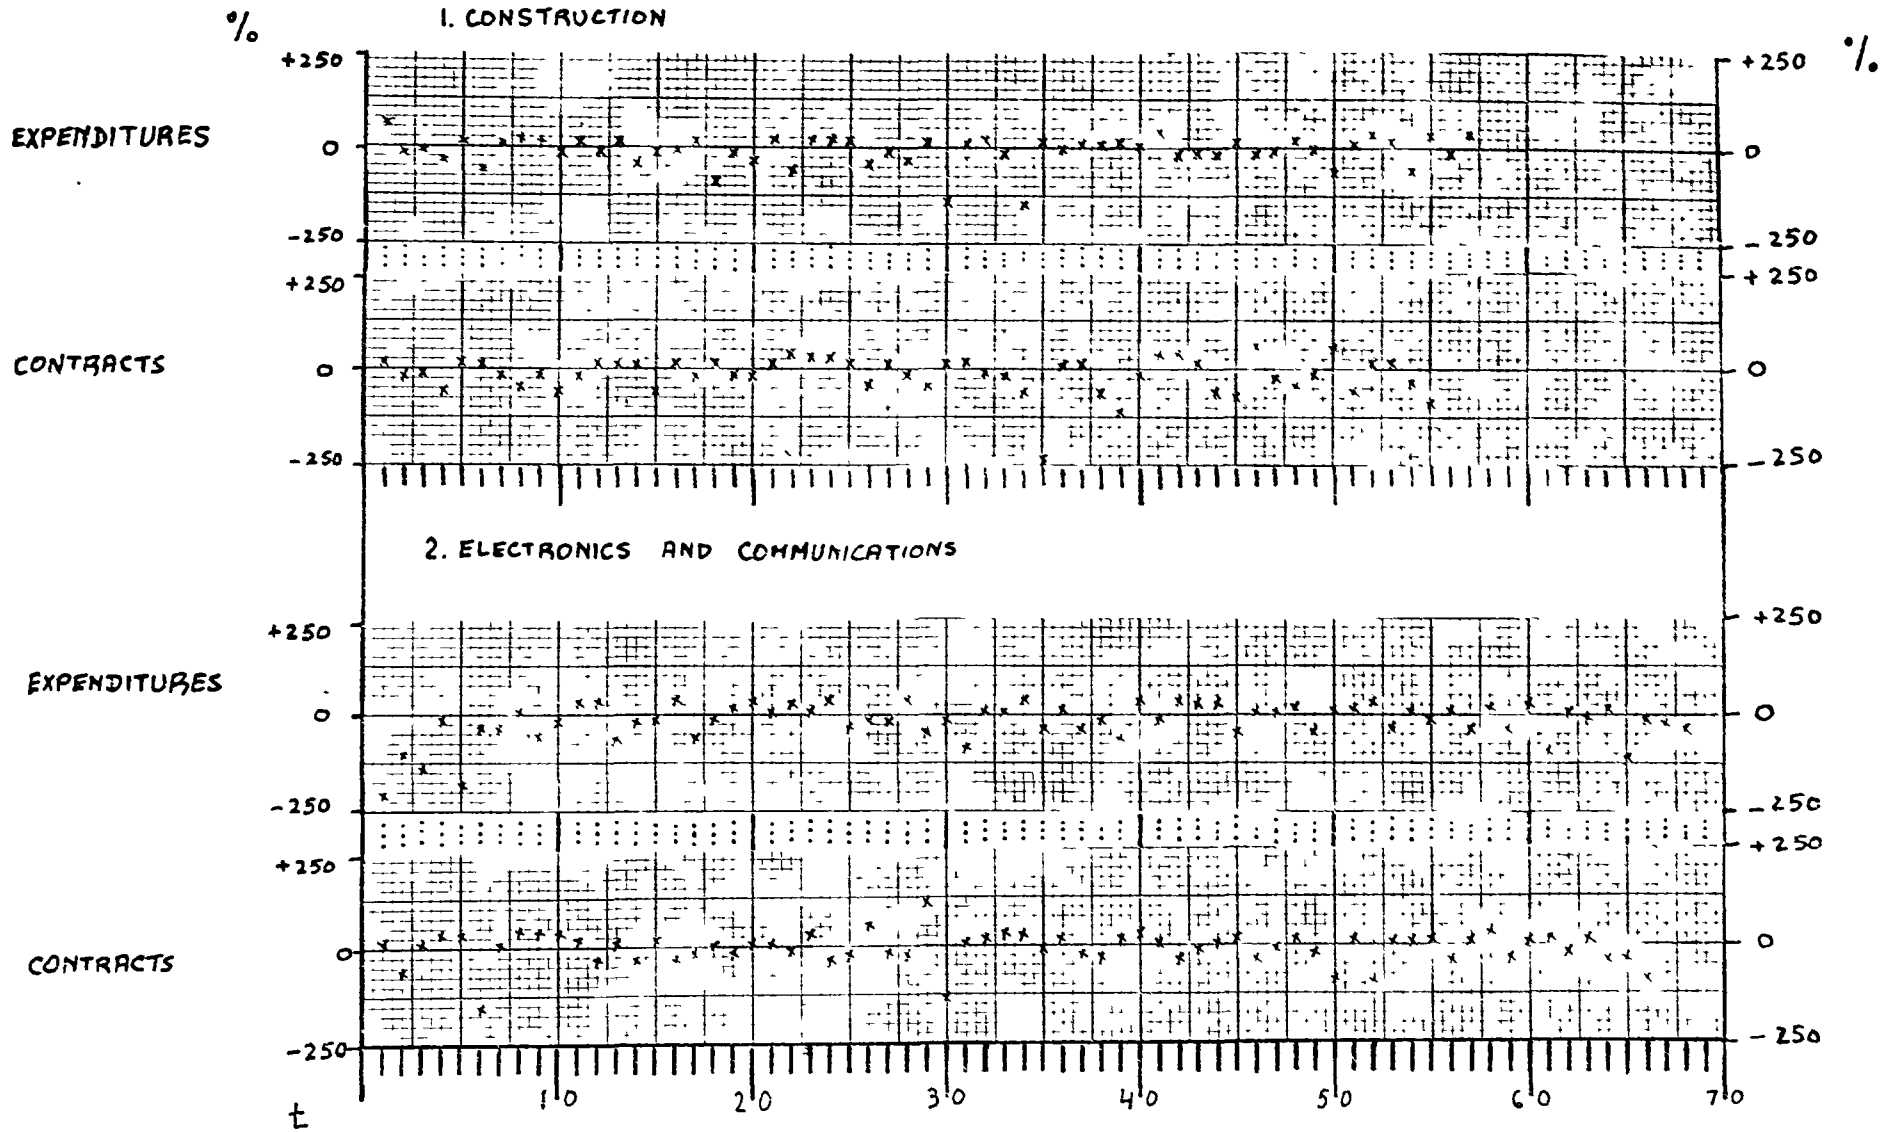 1. CONSTRUCTION
% %
+250 +250
EXPENDITURES
0 0
-250 -250
+250 +250
CONTRACTS
0 0
-250 -250
2. ELECTRONICS AND COMMUNICATIONS
+250 +250
EXPENDITURES
0 0
-250 -250
+250 +250
CONTRACTS
0 0
-250 -250
t 10 20 30 40 50 60 70